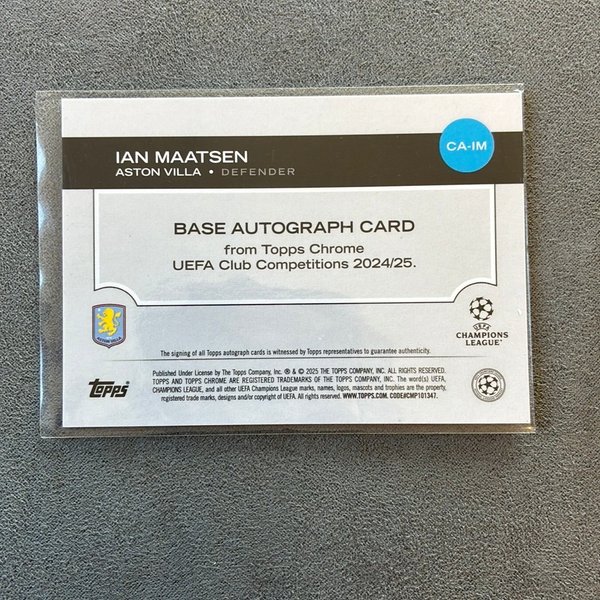 CA-IM
IAN MAATSEN
ASTON VILLA • DEFENDER
BASE AUTOGRAPH CARD
from Topps Chrome
UEFA Club Competitions 2024/25.
UEFA
CHAMPIONS
LEAGUE
The signing of all Topps autograph cards is witnessed by Topps representatives to guarantee authenticity.
topps
Published Under License by The Topps Company, Inc. ® & © 2025 THE TOPPS COMPANY, INC. ALL RIGHTS RESERVED.
TOPPS AND TOPPS CHROME ARE REGISTERED TRADEMARKS OF THE TOPPS COMPANY, INC. The word(s) UEFA,
CHAMPIONS LEAGUE, and all other UEFA Champions League marks, names, logos, mascots and trophies are the property,
registered trade marks, designs and/or copyright of UEFA. All rights reserved. WWW.TOPPS.COM. CODE#CMP101347.